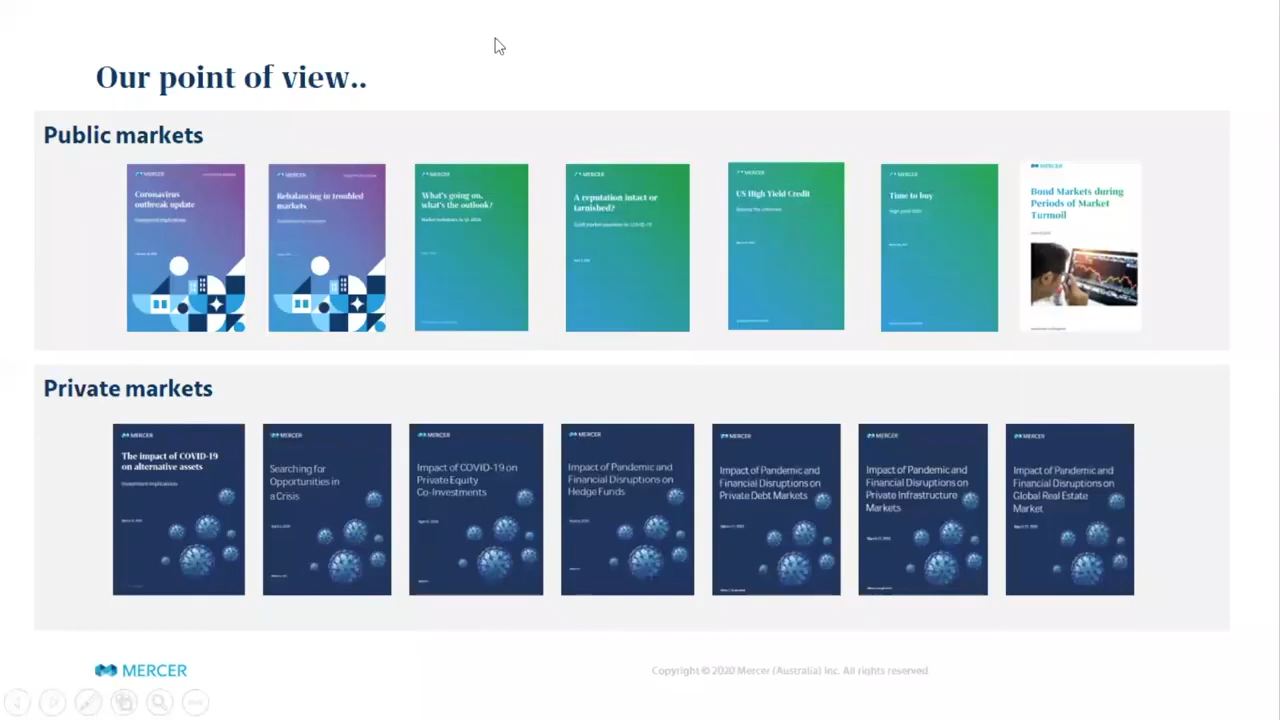 Our point of view..
Public markets
MERCER
Coronavirus
outbreak update
MERCER
Rebalancing in troubled
markets
MERCER
What's going on,
what's the outlook?
MERCER
A reputation intact or
tarnished?
MERCER
US High Yield Credit
MERCER
Time to buy
MERCER
Bond Markets during
Periods of Market
Turmoil
Private markets
MERCER
The impact of COVID-19
on alternative assets
Investment implications
MERCER
Searching for
Opportunities in
a Crisis
MERCER
Impact of COVID-19 on
Private Equity
Co-Investments
MERCER
Impact of Pandemic and
Financial Disruptions on
Hedge Funds
MERCER
Impact of Pandemic and
Financial Disruptions on
Private Debt Markets
MERCER
Impact of Pandemic and
Financial Disruptions on
Private Infrastructure
Markets
MERCER
Impact of Pandemic and
Financial Disruptions on
Global Real Estate
Market
MERCER
Copyright © 2020 Mercer (Australia) Inc. All rights reserved.